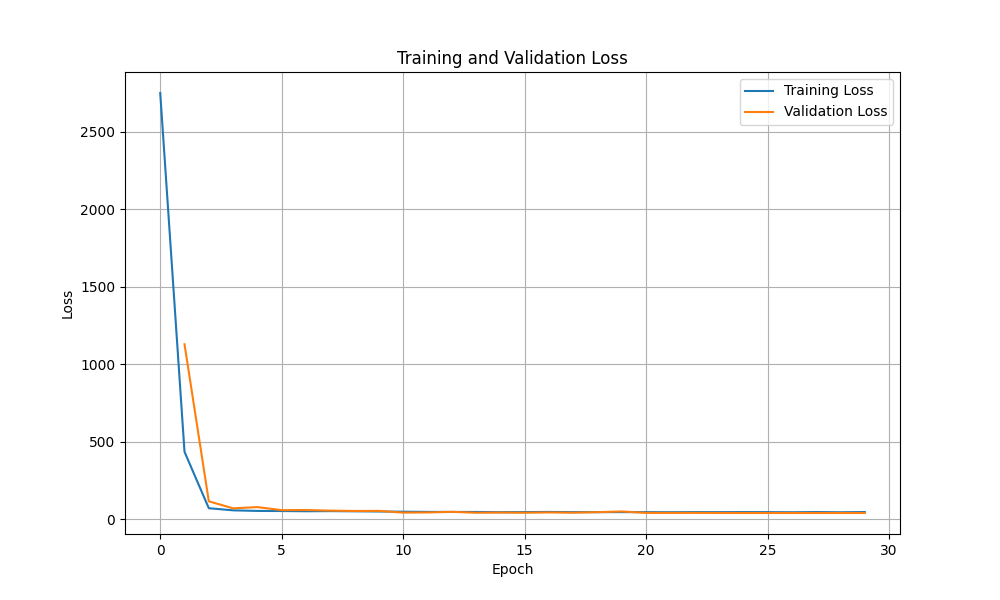 Training and Validation Loss
Training Loss
Validation Loss
2500
2000
1500
1000
500
0
Loss
0 5 10 15 20 25 30
Epoch